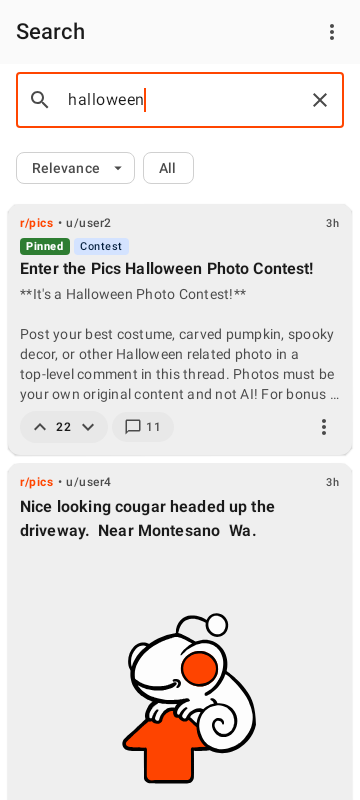 Search
halloween
Relevance
All
r/pics • u/user2
3h
Pinned
Contest
Enter the Pics Halloween Photo Contest!
**It's a Halloween Photo Contest!**
Post your best costume, carved pumpkin, spooky
decor, or other Halloween related photo in a
top-level comment in this thread. Photos must be
your own original content and not AI! For bonus …
22
11
r/pics • u/user4
3h
Nice looking cougar headed up the
driveway.  Near Montesano  Wa.